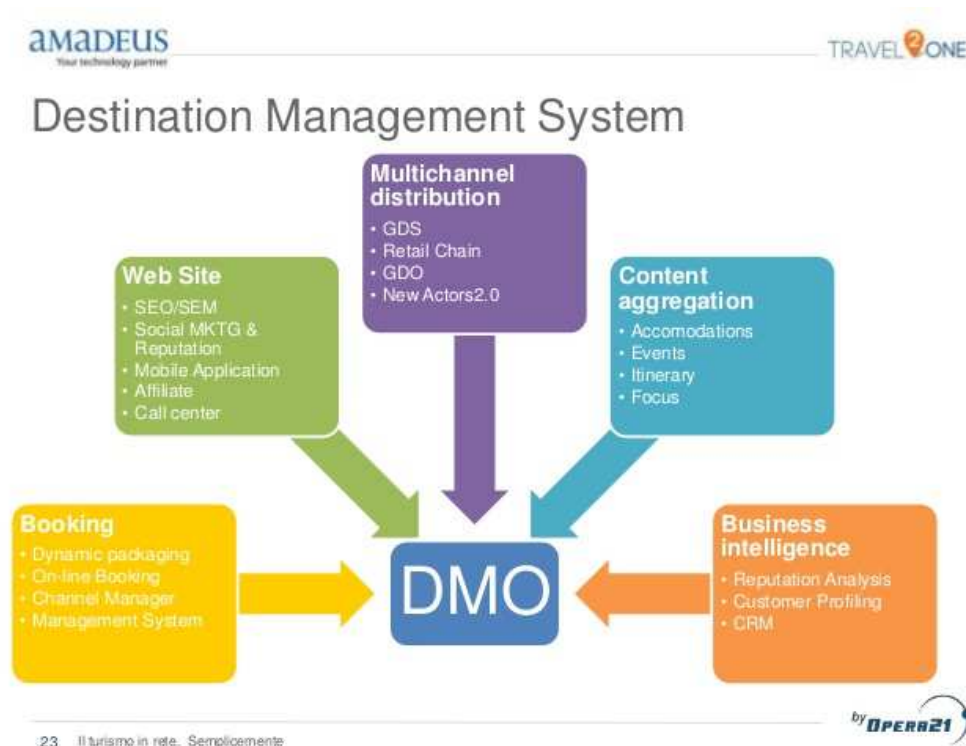 aMaDEUS
Your technology partner
TRAVEL2ONE
Destination Management System
Multichannel
distribution
• GDS
• Retail Chain
• GDO
• New Actors2.0
Web Site
• SEO/SEM
• Social MKTG &
Reputation
• Mobile Application
• Affiliate
• Call center
Content
aggregation
• Accomodations
• Events
• Itinerary
• Focus
Booking
• Dynamic packaging
• On-line Booking
• Channel Manager
• Management System
DMO
Business
intelligence
• Reputation Analysis
• Customer Profiling
• CRM
by OPERA21
23 Il turismo in rete. Semplicemente